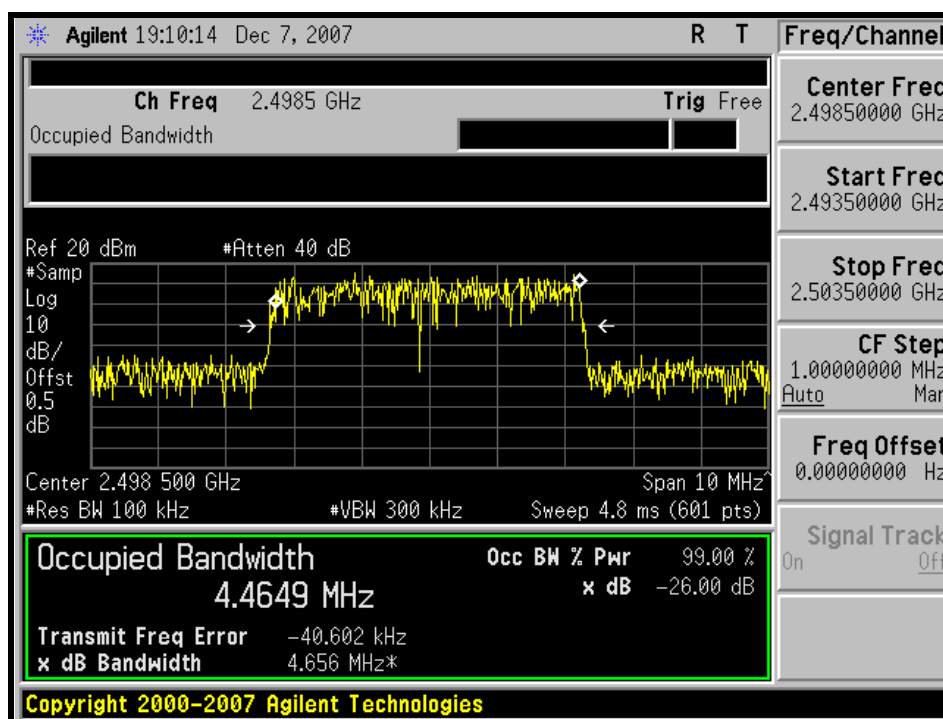 Agilent 19:10:14 Dec 7, 2007 R T
Freq/Channel
Ch Freq 2.4985 GHz Trig Free
Occupied Bandwidth
Center Freq
2.49850000 GHz
Start Freq
2.49350000 GHz
Stop Freq
2.50350000 GHz
CF Step
1.00000000 MHz
Auto Man
Freq Offset
0.00000000 Hz
Signal Track
On Off
Ref 20 dBm #Atten 40 dB
#Samp
Log
10
dB/
Offst
0.5
dB
Center 2.498 500 GHz Span 10 MHz^
#Res BW 100 kHz #VBW 300 kHz Sweep 4.8 ms (601 pts)
Occupied Bandwidth Occ BW % Pwr 99.00 %
4.4649 MHz x dB -26.00 dB
Transmit Freq Error -40.602 kHz
x dB Bandwidth 4.656 MHz*
Copyright 2000-2007 Agilent Technologies